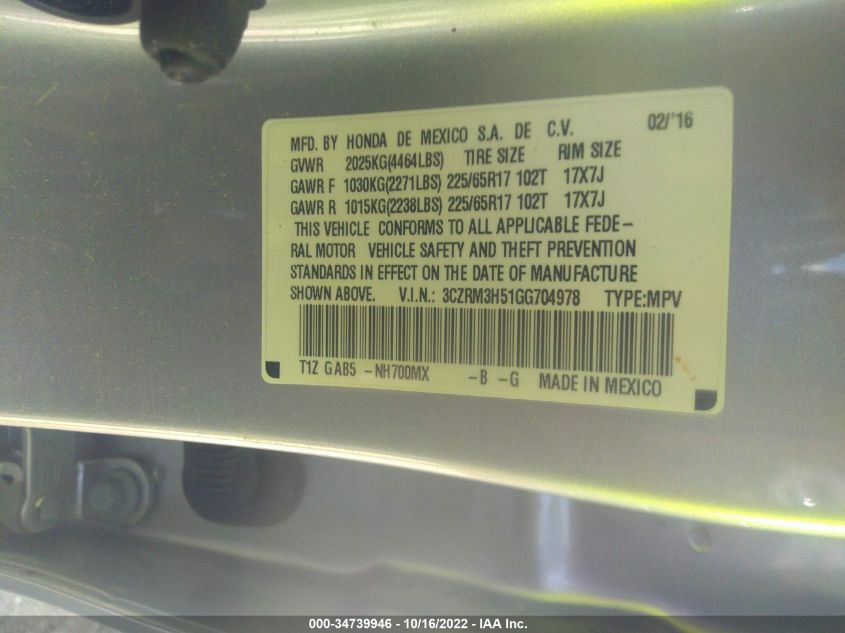 MFD. BY HONDA DE MEXICO S.A. DE C.V. 02/'16
GVWR 2025KG(4464LBS) TIRE SIZE RIM SIZE
GAWR F 1030KG(2271LBS) 225/65R17 102T 17X7J
GAWR R 1015KG(2238LBS) 225/65R17 102T 17X7J
THIS VEHICLE CONFORMS TO ALL APPLICABLE FEDE-
RAL MOTOR VEHICLE SAFETY AND THEFT PREVENTION
STANDARDS IN EFFECT ON THE DATE OF MANUFACTURE
SHOWN ABOVE. V.I.N.: 3CZRM3H51GG704978 TYPE:MPV
T1Z GAB5 -NH700MX -B -G MADE IN MEXICO
000-34739946 - 10/16/2022 - IAA Inc.